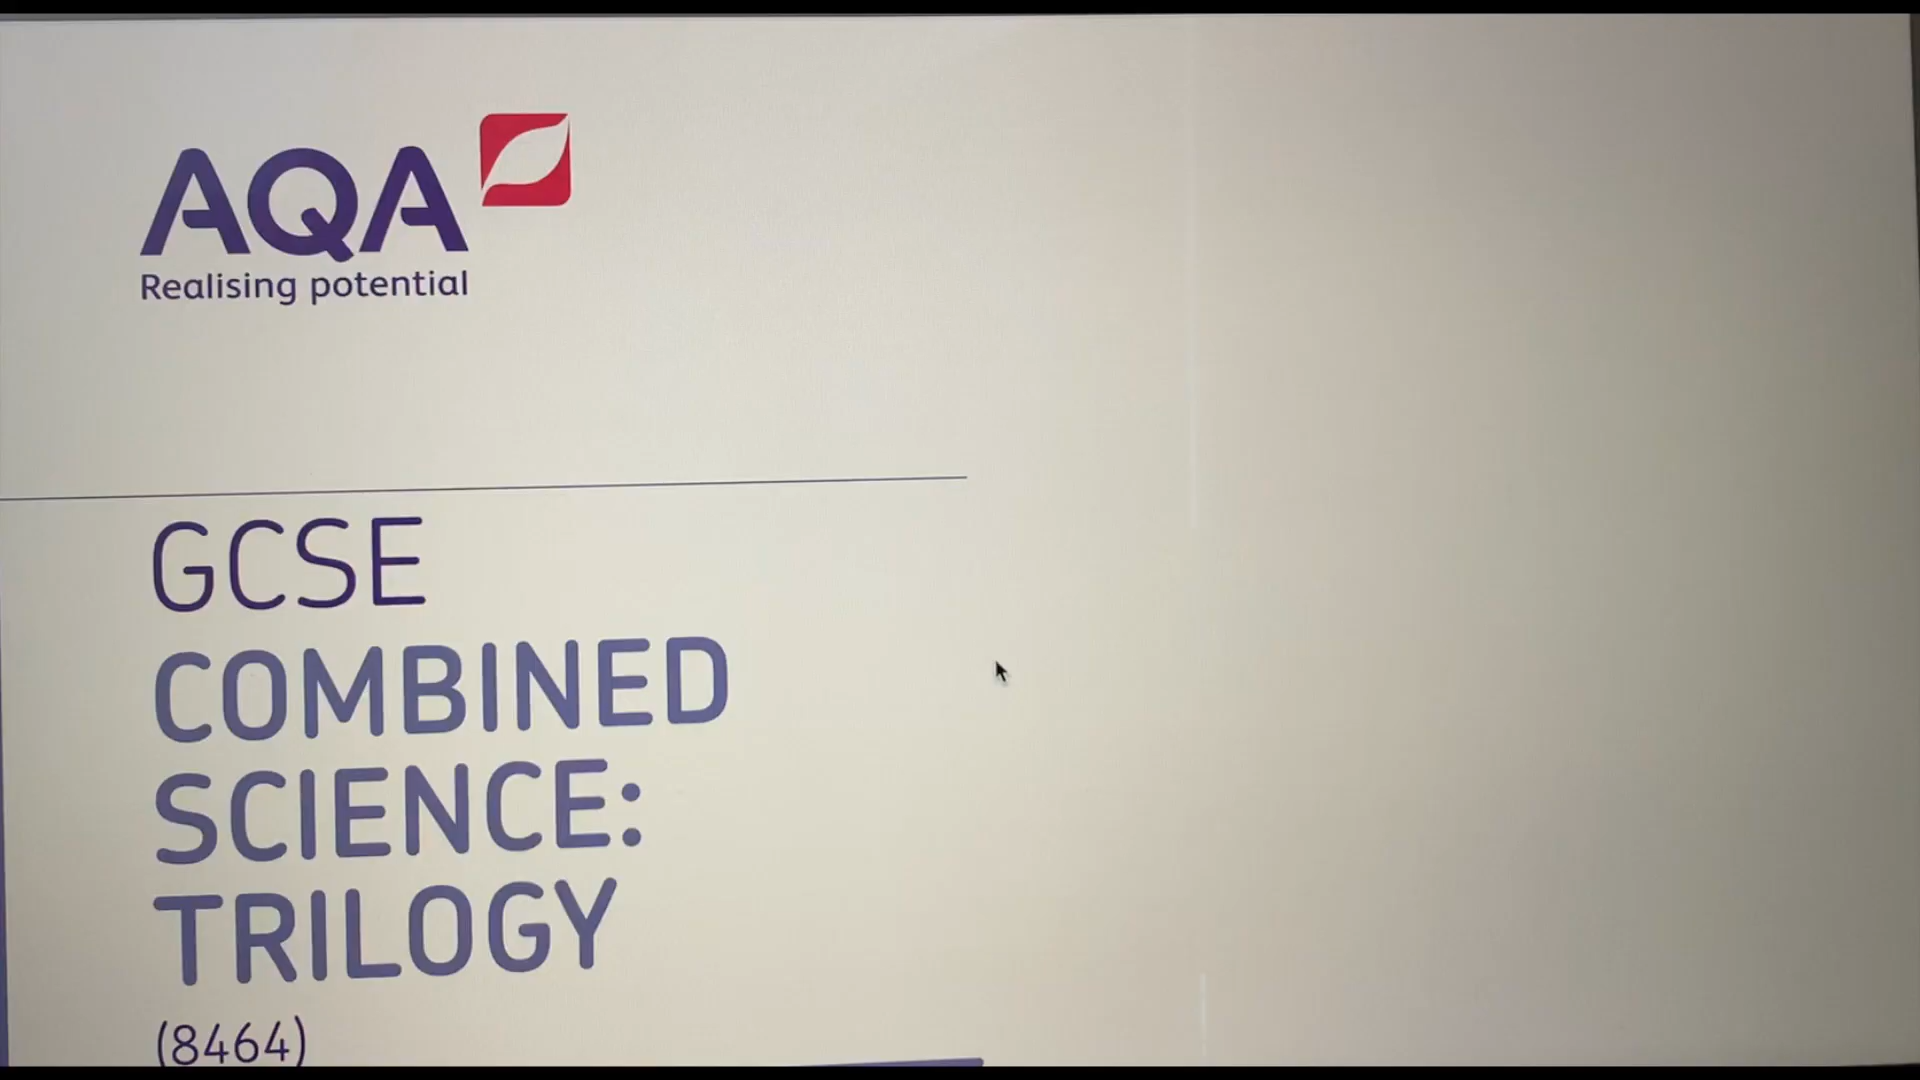 AQA
Realising potential
GCSE
COMBINED
SCIENCE:
TRILOGY
(8464)